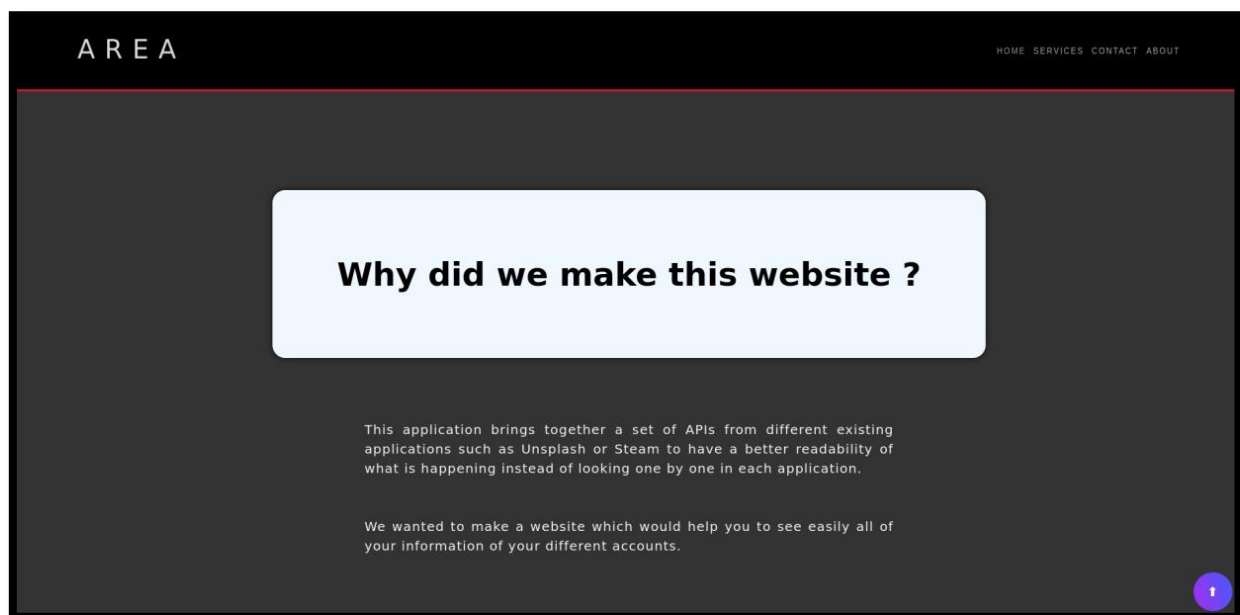 A R E A
HOME SERVICES CONTACT ABOUT
Why did we make this website ?
This application brings together a set of APIs from different existing
applications such as Unsplash or Steam to have a better readability of
what is happening instead of looking one by one in each application.
We wanted to make a website which would help you to see easily all of
your information of your different accounts.